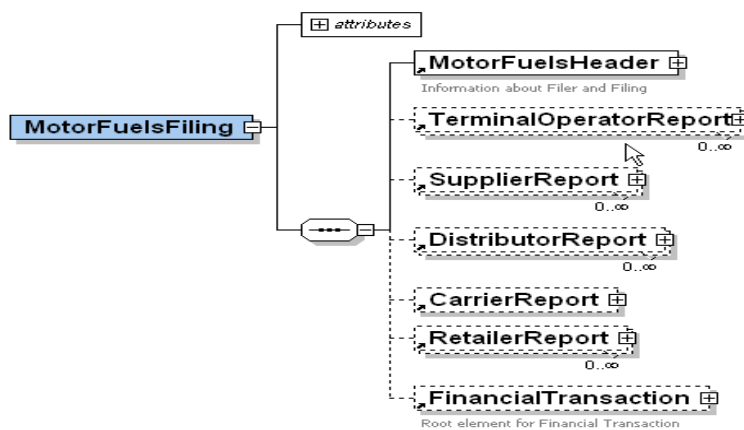 attributes
MotorFuelsHeader
Information about Filer and Filing
MotorFuelsFiling
TerminalOperatorReport
0..∞
SupplierReport
0..∞
DistributorReport
0..∞
CarrierReport
RetailerReport
0..∞
FinancialTransaction
Root element for Financial Transaction